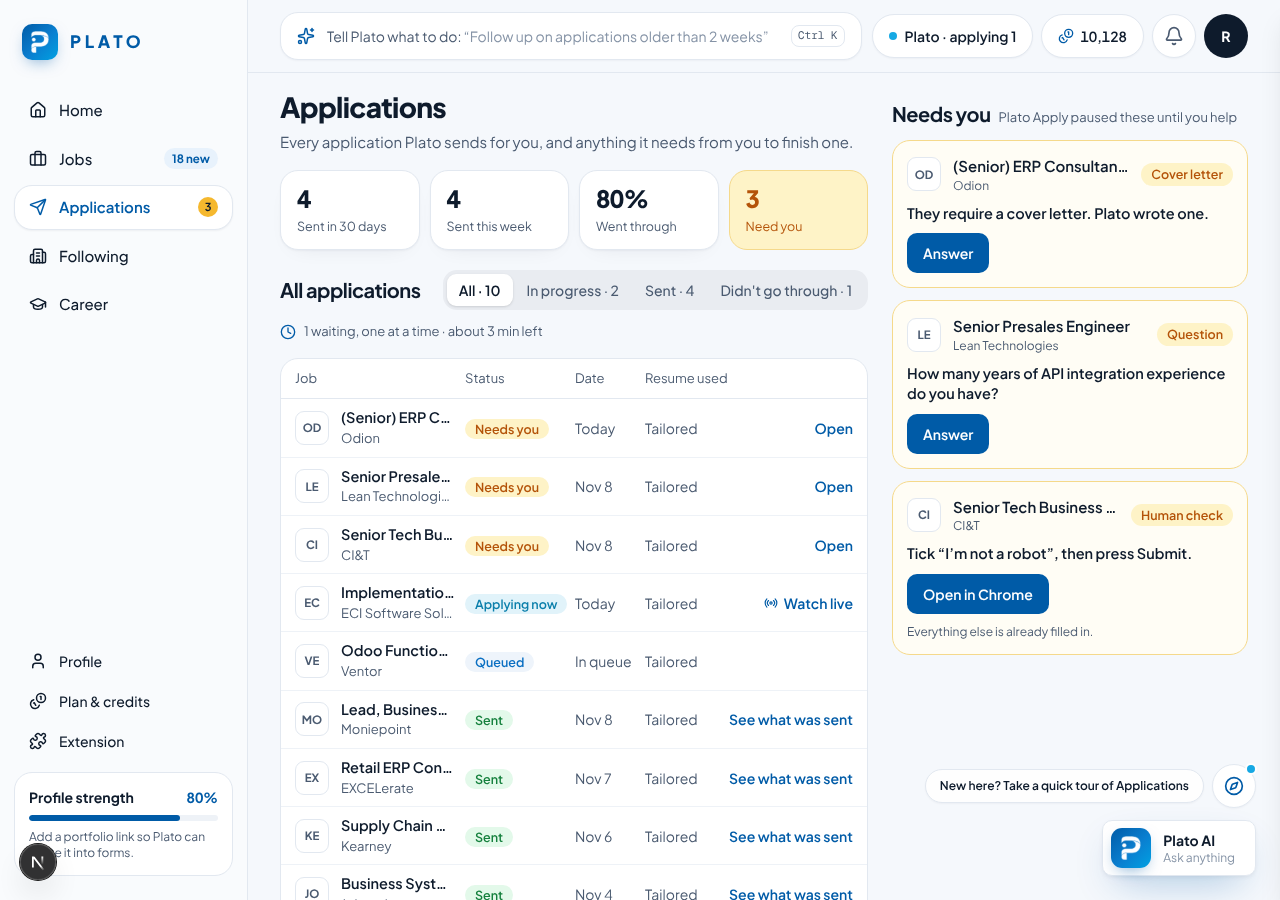 PLATO
Home
Jobs
18 new
Applications
3
Following
Career
Profile
Plan & credits
Extension
Profile strength
80%
Add a portfolio link so Plato can
it into forms.
N
Tell Plato what to do: “Follow up on applications older than 2 weeks”
Ctrl K
Plato · applying 1
10,128
R
Applications
Every application Plato sends for you, and anything it needs from you to finish one.
4
Sent in 30 days
4
Sent this week
80%
Went through
3
Need you
All applications
All · 10
In progress · 2
Sent · 4
Didn't go through · 1
1 waiting, one at a time · about 3 min left
Job Status Date Resume used
OD (Senior) ERP C… Needs you Today Tailored Open
Odion
LE Senior Presale… Needs you Nov 8 Tailored Open
Lean Technologi…
CI Senior Tech Bu… Needs you Nov 8 Tailored Open
CI&T
EC Implementatio… Applying now Today Tailored Watch live
ECI Software Sol…
VE Odoo Functio… Queued In queue Tailored
Ventor
MO Lead, Busines… Sent Nov 8 Tailored See what was sent
Moniepoint
EX Retail ERP Con… Sent Nov 7 Tailored See what was sent
EXCELerate
KE Supply Chain … Sent Nov 6 Tailored See what was sent
Kearney
JO Business Syst… Sent Nov 4 Tailored See what was sent
Needs you Plato Apply paused these until you help
OD (Senior) ERP Consultan… Cover letter
Odion
They require a cover letter. Plato wrote one.
Answer
LE Senior Presales Engineer Question
Lean Technologies
How many years of API integration experience
do you have?
Answer
CI Senior Tech Business … Human check
CI&T
Tick “I’m not a robot”, then press Submit.
Open in Chrome
Everything else is already filled in.
New here? Take a quick tour of Applications
Plato AI
Ask anything